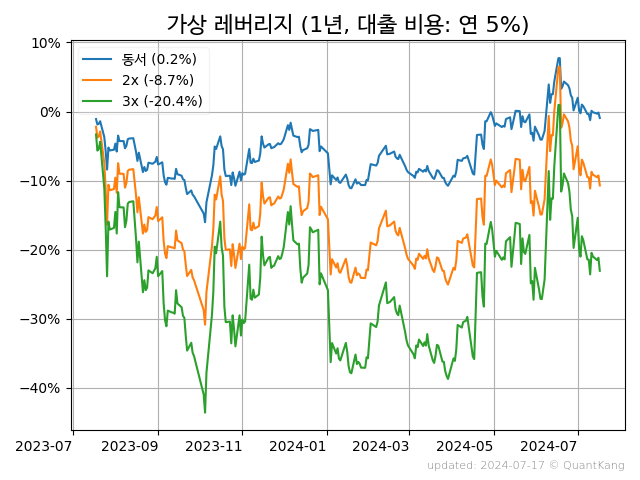 가상 레버리지 (1년, 대출 비용: 연 5%)
10%
0%
−10%
−20%
−30%
−40%
동서 (0.2%)
2x (-8.7%)
3x (-20.4%)
2023-07 2023-09 2023-11 2024-01 2024-03 2024-05 2024-07
updated: 2024-07-17 © QuantKang